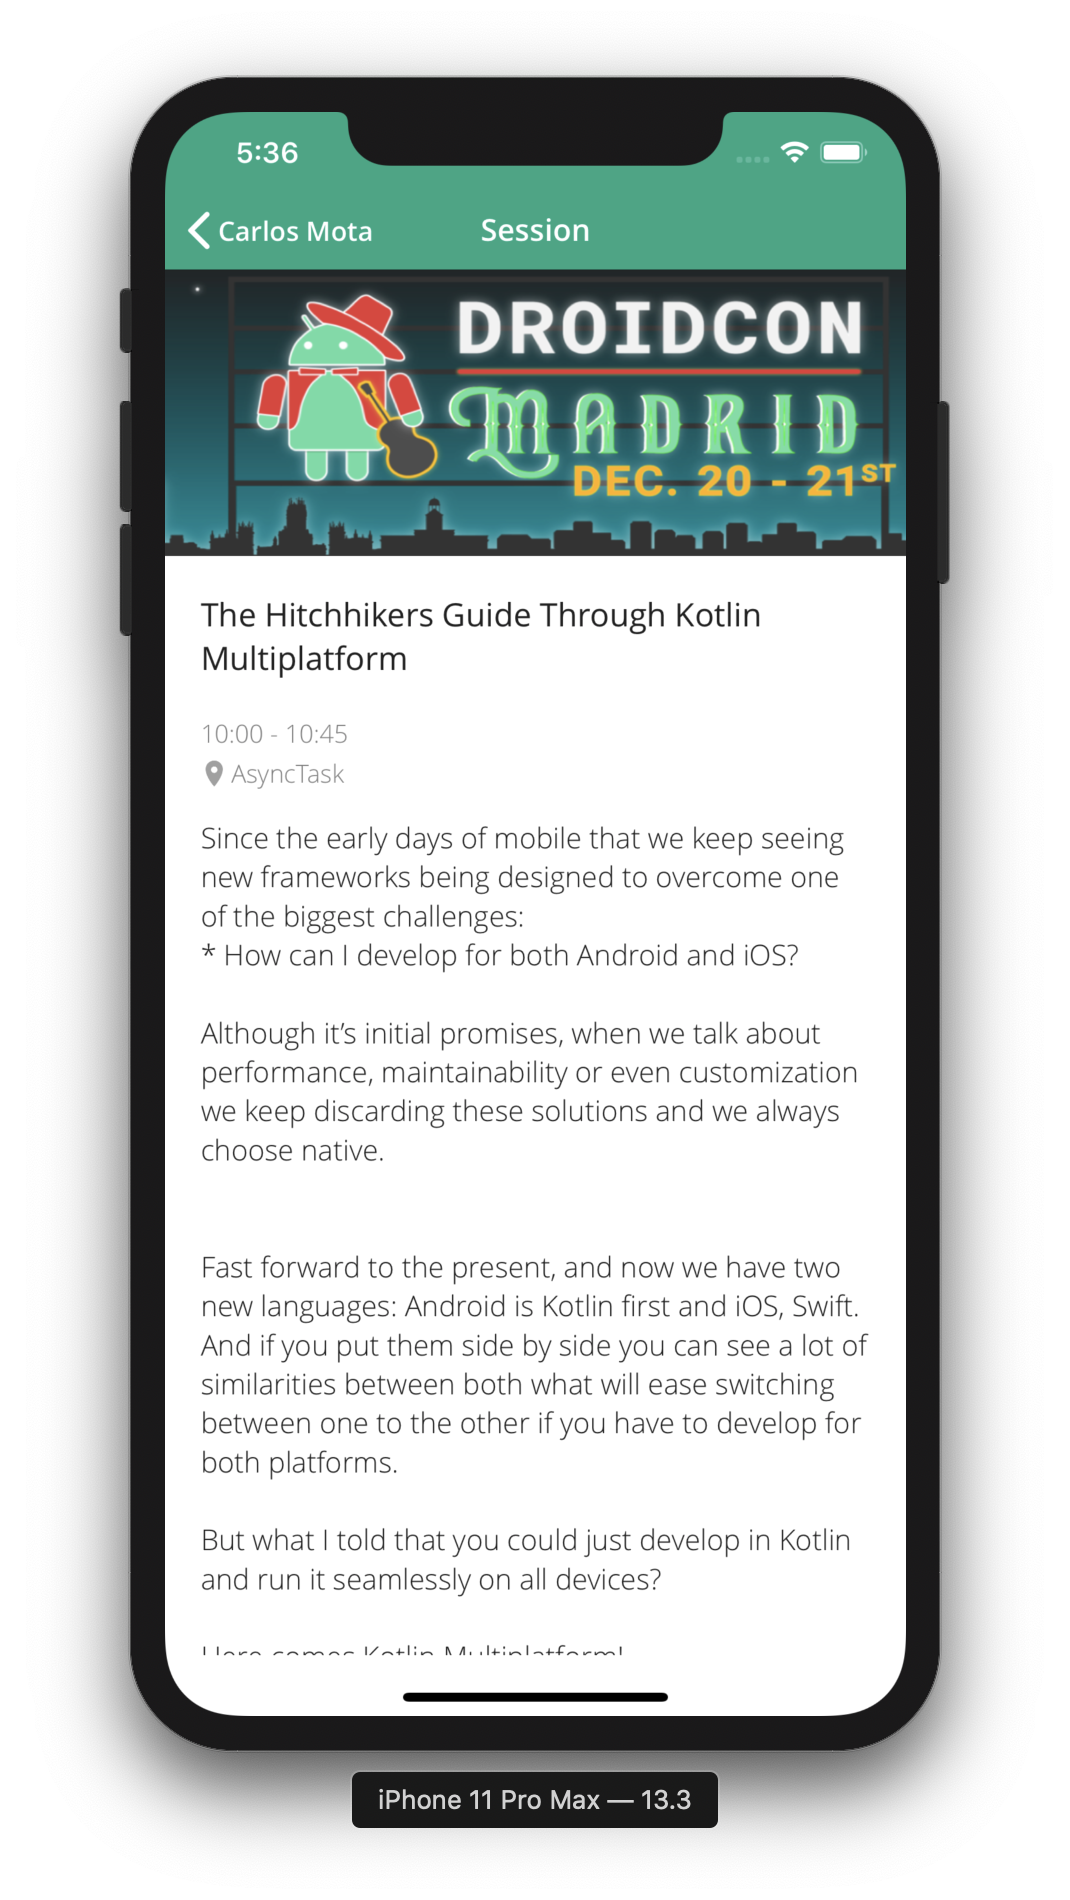 5:36
Carlos Mota
Session
DROIDCON
MADRID
DEC. 20 - 21ST
The Hitchhikers Guide Through Kotlin
Multiplatform
10:00 - 10:45
AsyncTask
Since the early days of mobile that we keep seeing
new frameworks being designed to overcome one
of the biggest challenges:
* How can I develop for both Android and iOS?
Although it’s initial promises, when we talk about
performance, maintainability or even customization
we keep discarding these solutions and we always
choose native.
Fast forward to the present, and now we have two
new languages: Android is Kotlin first and iOS, Swift.
And if you put them side by side you can see a lot of
similarities between both what will ease switching
between one to the other if you have to develop for
both platforms.
But what I told that you could just develop in Kotlin
and run it seamlessly on all devices?
Here comes Kotlin Multiplatform!
iPhone 11 Pro Max — 13.3